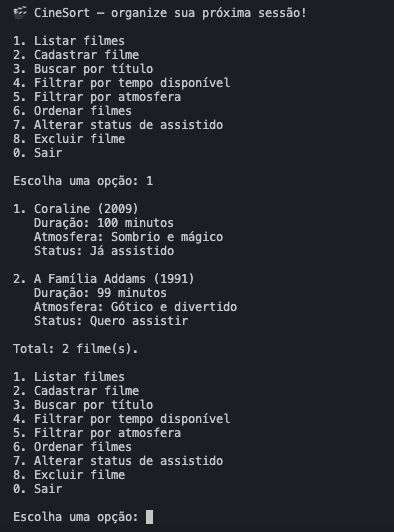 🎬 CineSort — organize sua próxima sessão!
1. Listar filmes
2. Cadastrar filme
3. Buscar por título
4. Filtrar por tempo disponível
5. Filtrar por atmosfera
6. Ordenar filmes
7. Alterar status de assistido
8. Excluir filme
0. Sair
Escolha uma opção: 1
1. Coraline (2009)
Duração: 100 minutos
Atmosfera: Sombrio e mágico
Status: Já assistido
2. A Família Addams (1991)
Duração: 99 minutos
Atmosfera: Gótico e divertido
Status: Quero assistir
Total: 2 filme(s).
1. Listar filmes
2. Cadastrar filme
3. Buscar por título
4. Filtrar por tempo disponível
5. Filtrar por atmosfera
6. Ordenar filmes
7. Alterar status de assistido
8. Excluir filme
0. Sair
Escolha uma opção: